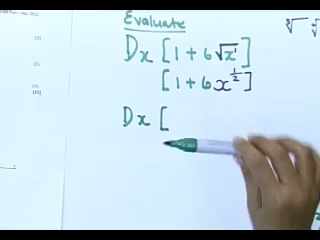 Evaluate
Dx [1 + 6√x]
[1 + 6x^{1/2}]
Dx [